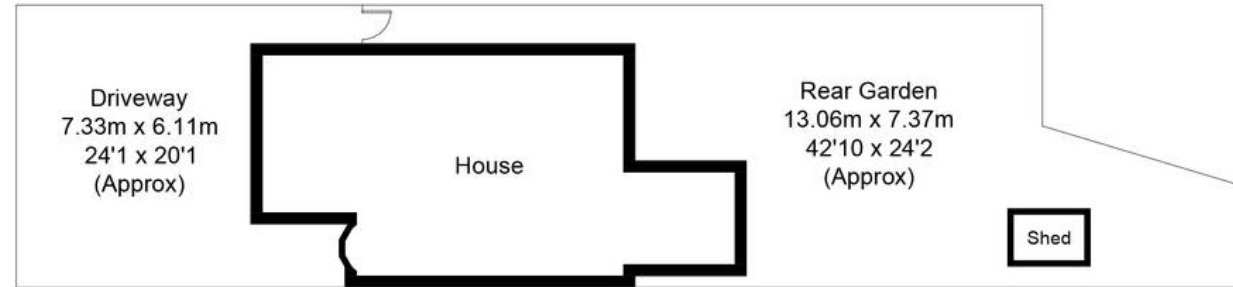 Driveway
7.33m x 6.11m
24'1 x 20'1
(Approx)
House
Rear Garden
13.06m x 7.37m
42'10 x 24'2
(Approx)
Shed